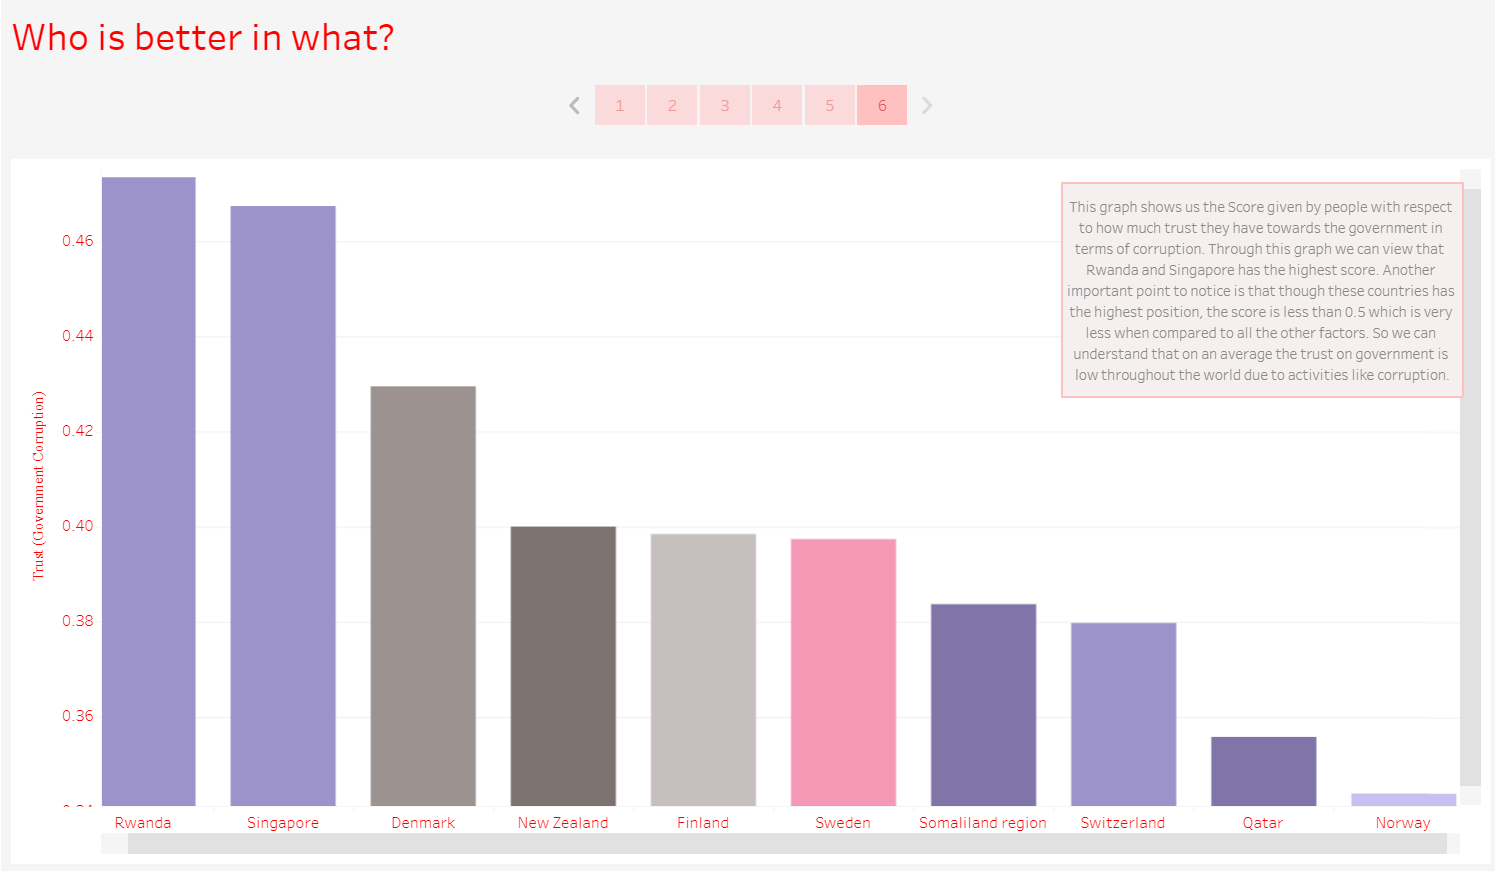 Who is better in what?
1 2 3 4 5 6
This graph shows us the Score given by people with respect
to how much trust they have towards the government in
terms of corruption. Through this graph we can view that
Rwanda and Singapore has the highest score. Another
important point to notice is that though these countries has
the highest position, the score is less than 0.5 which is very
less when compared to all the other factors. So we can
understand that on an average the trust on government is
low throughout the world due to activities like corruption.
Trust (Government Corruption)
0.46
0.44
0.42
0.40
0.38
0.36
Rwanda Singapore Denmark New Zealand Finland Sweden Somaliland region Switzerland Qatar Norway